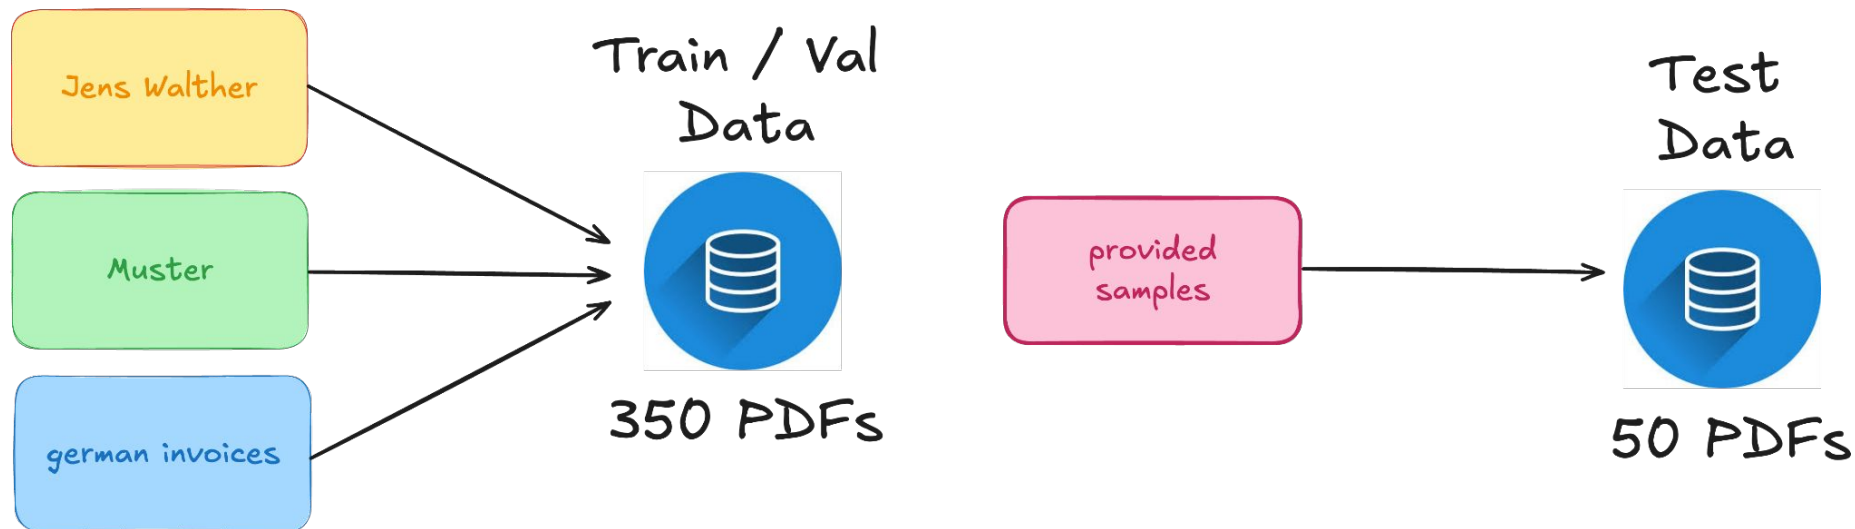 Jens Walther
Muster
german invoices
Train / Val
Data
350 PDFs
provided
samples
Test
Data
50 PDFs